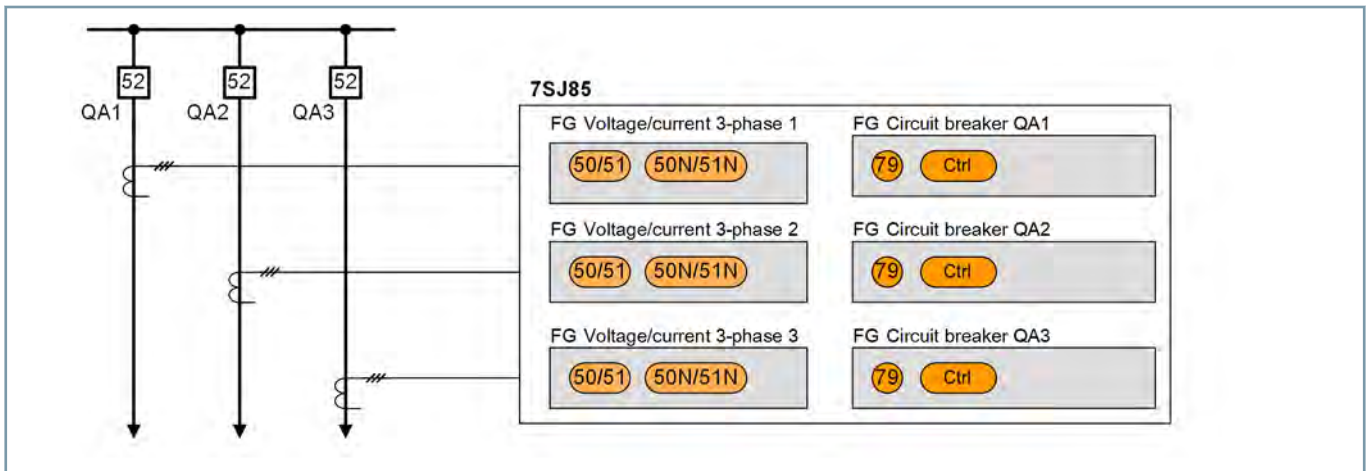 52 52 52
QA1 QA2 QA3
7SJ85
FG Voltage/current 3-phase 1 FG Circuit breaker QA1
50/51 50N/51N 79 Ctrl
FG Voltage/current 3-phase 2 FG Circuit breaker QA2
50/51 50N/51N 79 Ctrl
FG Voltage/current 3-phase 3 FG Circuit breaker QA3
50/51 50N/51N 79 Ctrl